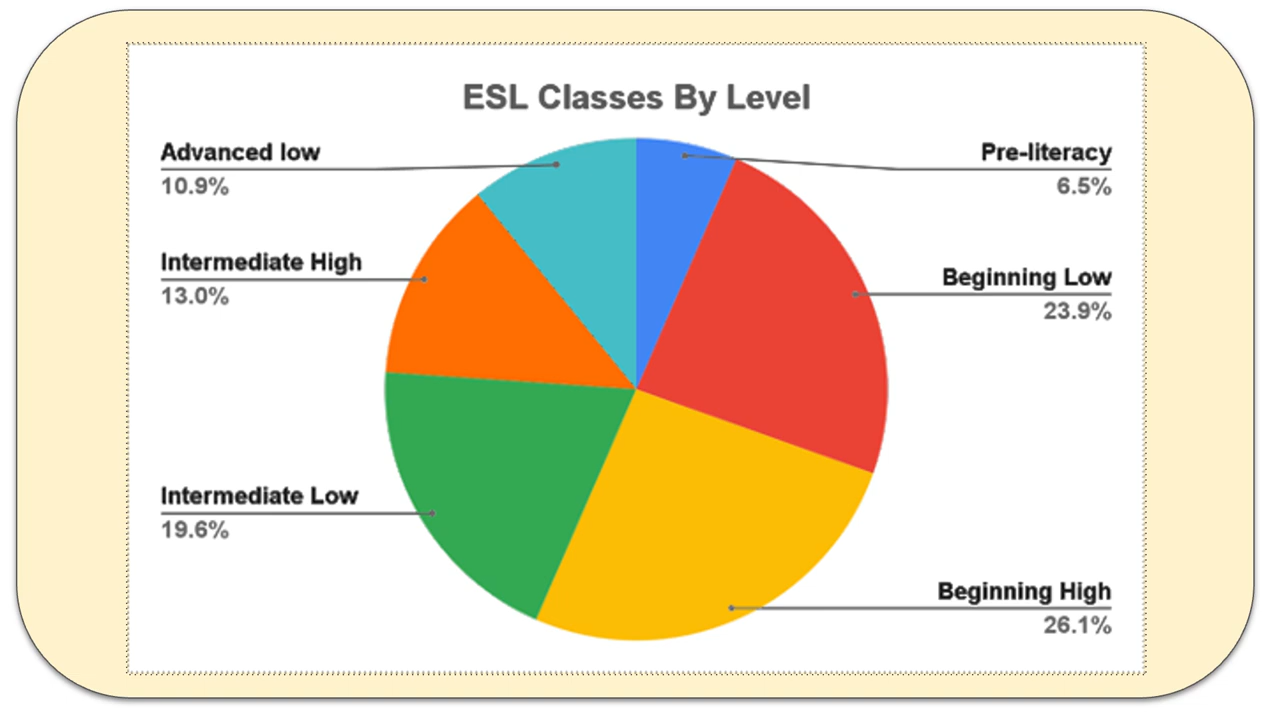 ESL Classes By Level
Advanced low
10.9%
Intermediate High
13.0%
Intermediate Low
19.6%
Pre-literacy
6.5%
Beginning Low
23.9%
Beginning High
26.1%